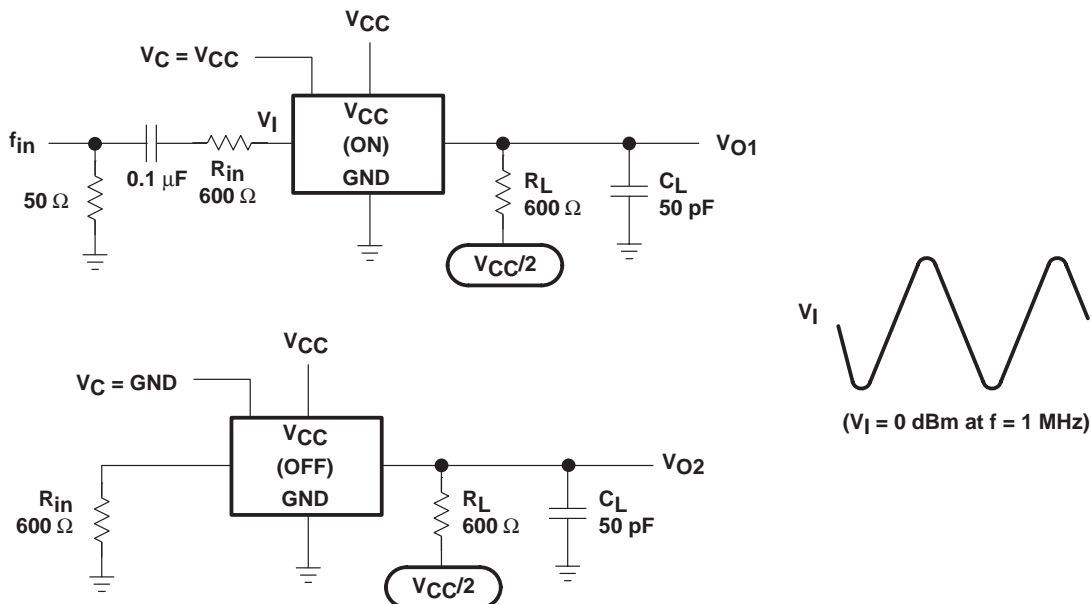 VCC
VC = VCC
VI
VCC
(ON)
GND
fin
50 Ω
0.1 μF
Rin
600 Ω
VO1
RL
600 Ω
CL
50 pF
VCC/2
VI
(VI = 0 dBm at f = 1 MHz)
VCC
VC = GND
VCC
(OFF)
GND
Rin
600 Ω
VO2
RL
600 Ω
CL
50 pF
VCC/2